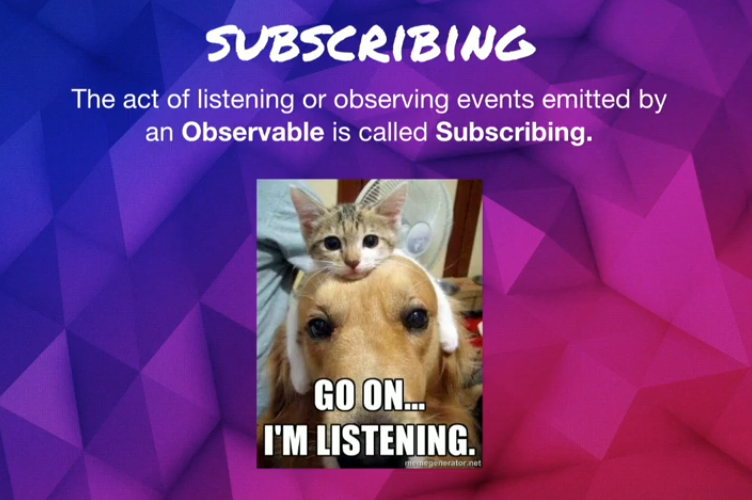 SUBSCRIBING
The act of listening or observing events emitted by
an Observable is called Subscribing.
GO ON...
I'M LISTENING.
memegenerator.net